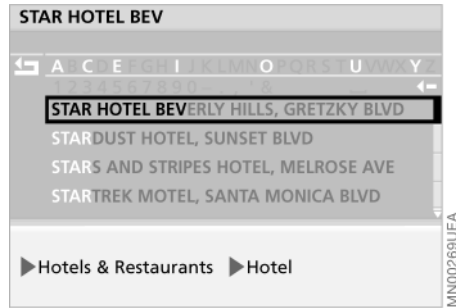 STAR HOTEL BEV
A B C D E F G H I J K L M N O P Q R S T U V W X Y Z
1 2 3 4 5 6 7 8 9 0 - . , ' &
STAR HOTEL BEVERLY HILLS, GRETZKY BLVD
STARDUST HOTEL, SUNSET BLVD
STARS AND STRIPES HOTEL, MELROSE AVE
STARTREK MOTEL, SANTA MONICA BLVD
Hotels & Restaurants Hotel
MN00269UEA